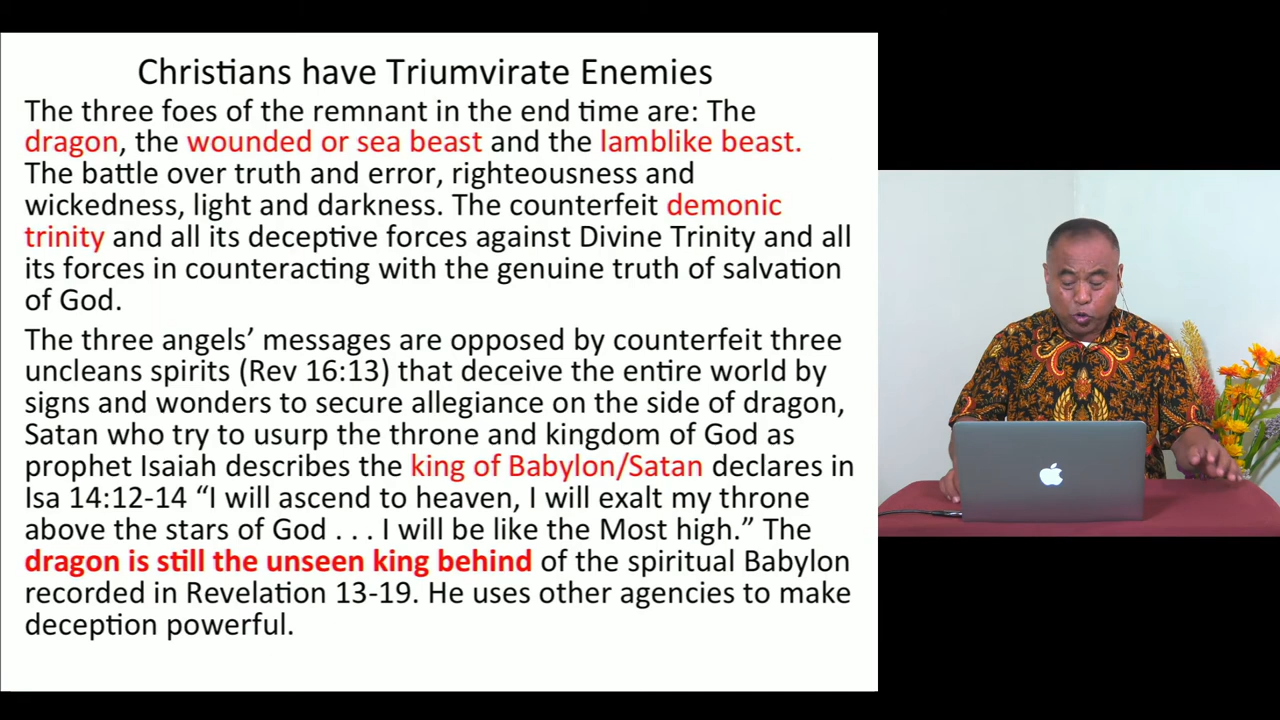 Christians have Triumvirate Enemies
The three foes of the remnant in the end time are: The
dragon, the wounded or sea beast and the lamblike beast.
The battle over truth and error, righteousness and
wickedness, light and darkness. The counterfeit demonic
trinity and all its deceptive forces against Divine Trinity and all
its forces in counteracting with the genuine truth of salvation
of God.
The three angels’ messages are opposed by counterfeit three
uncleans spirits (Rev 16:13) that deceive the entire world by
signs and wonders to secure allegiance on the side of dragon,
Satan who try to usurp the throne and kingdom of God as
prophet Isaiah describes the king of Babylon/Satan declares in
Isa 14:12-14 “I will ascend to heaven, I will exalt my throne
above the stars of God . . . I will be like the Most high.” The
dragon is still the unseen king behind of the spiritual Babylon
recorded in Revelation 13-19. He uses other agencies to make
deception powerful.